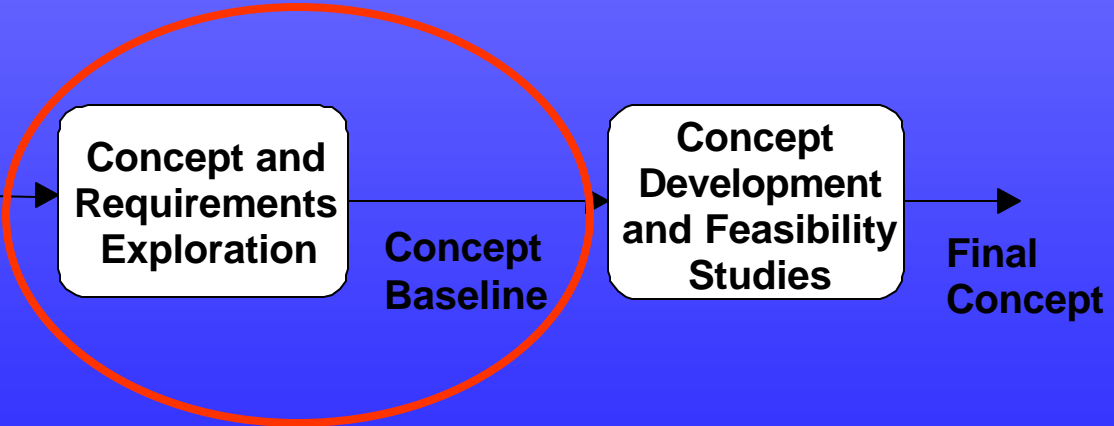 Concept and
Requirements
Exploration
Concept
Baseline
Concept
Development
and Feasibility
Studies
Final
Concept